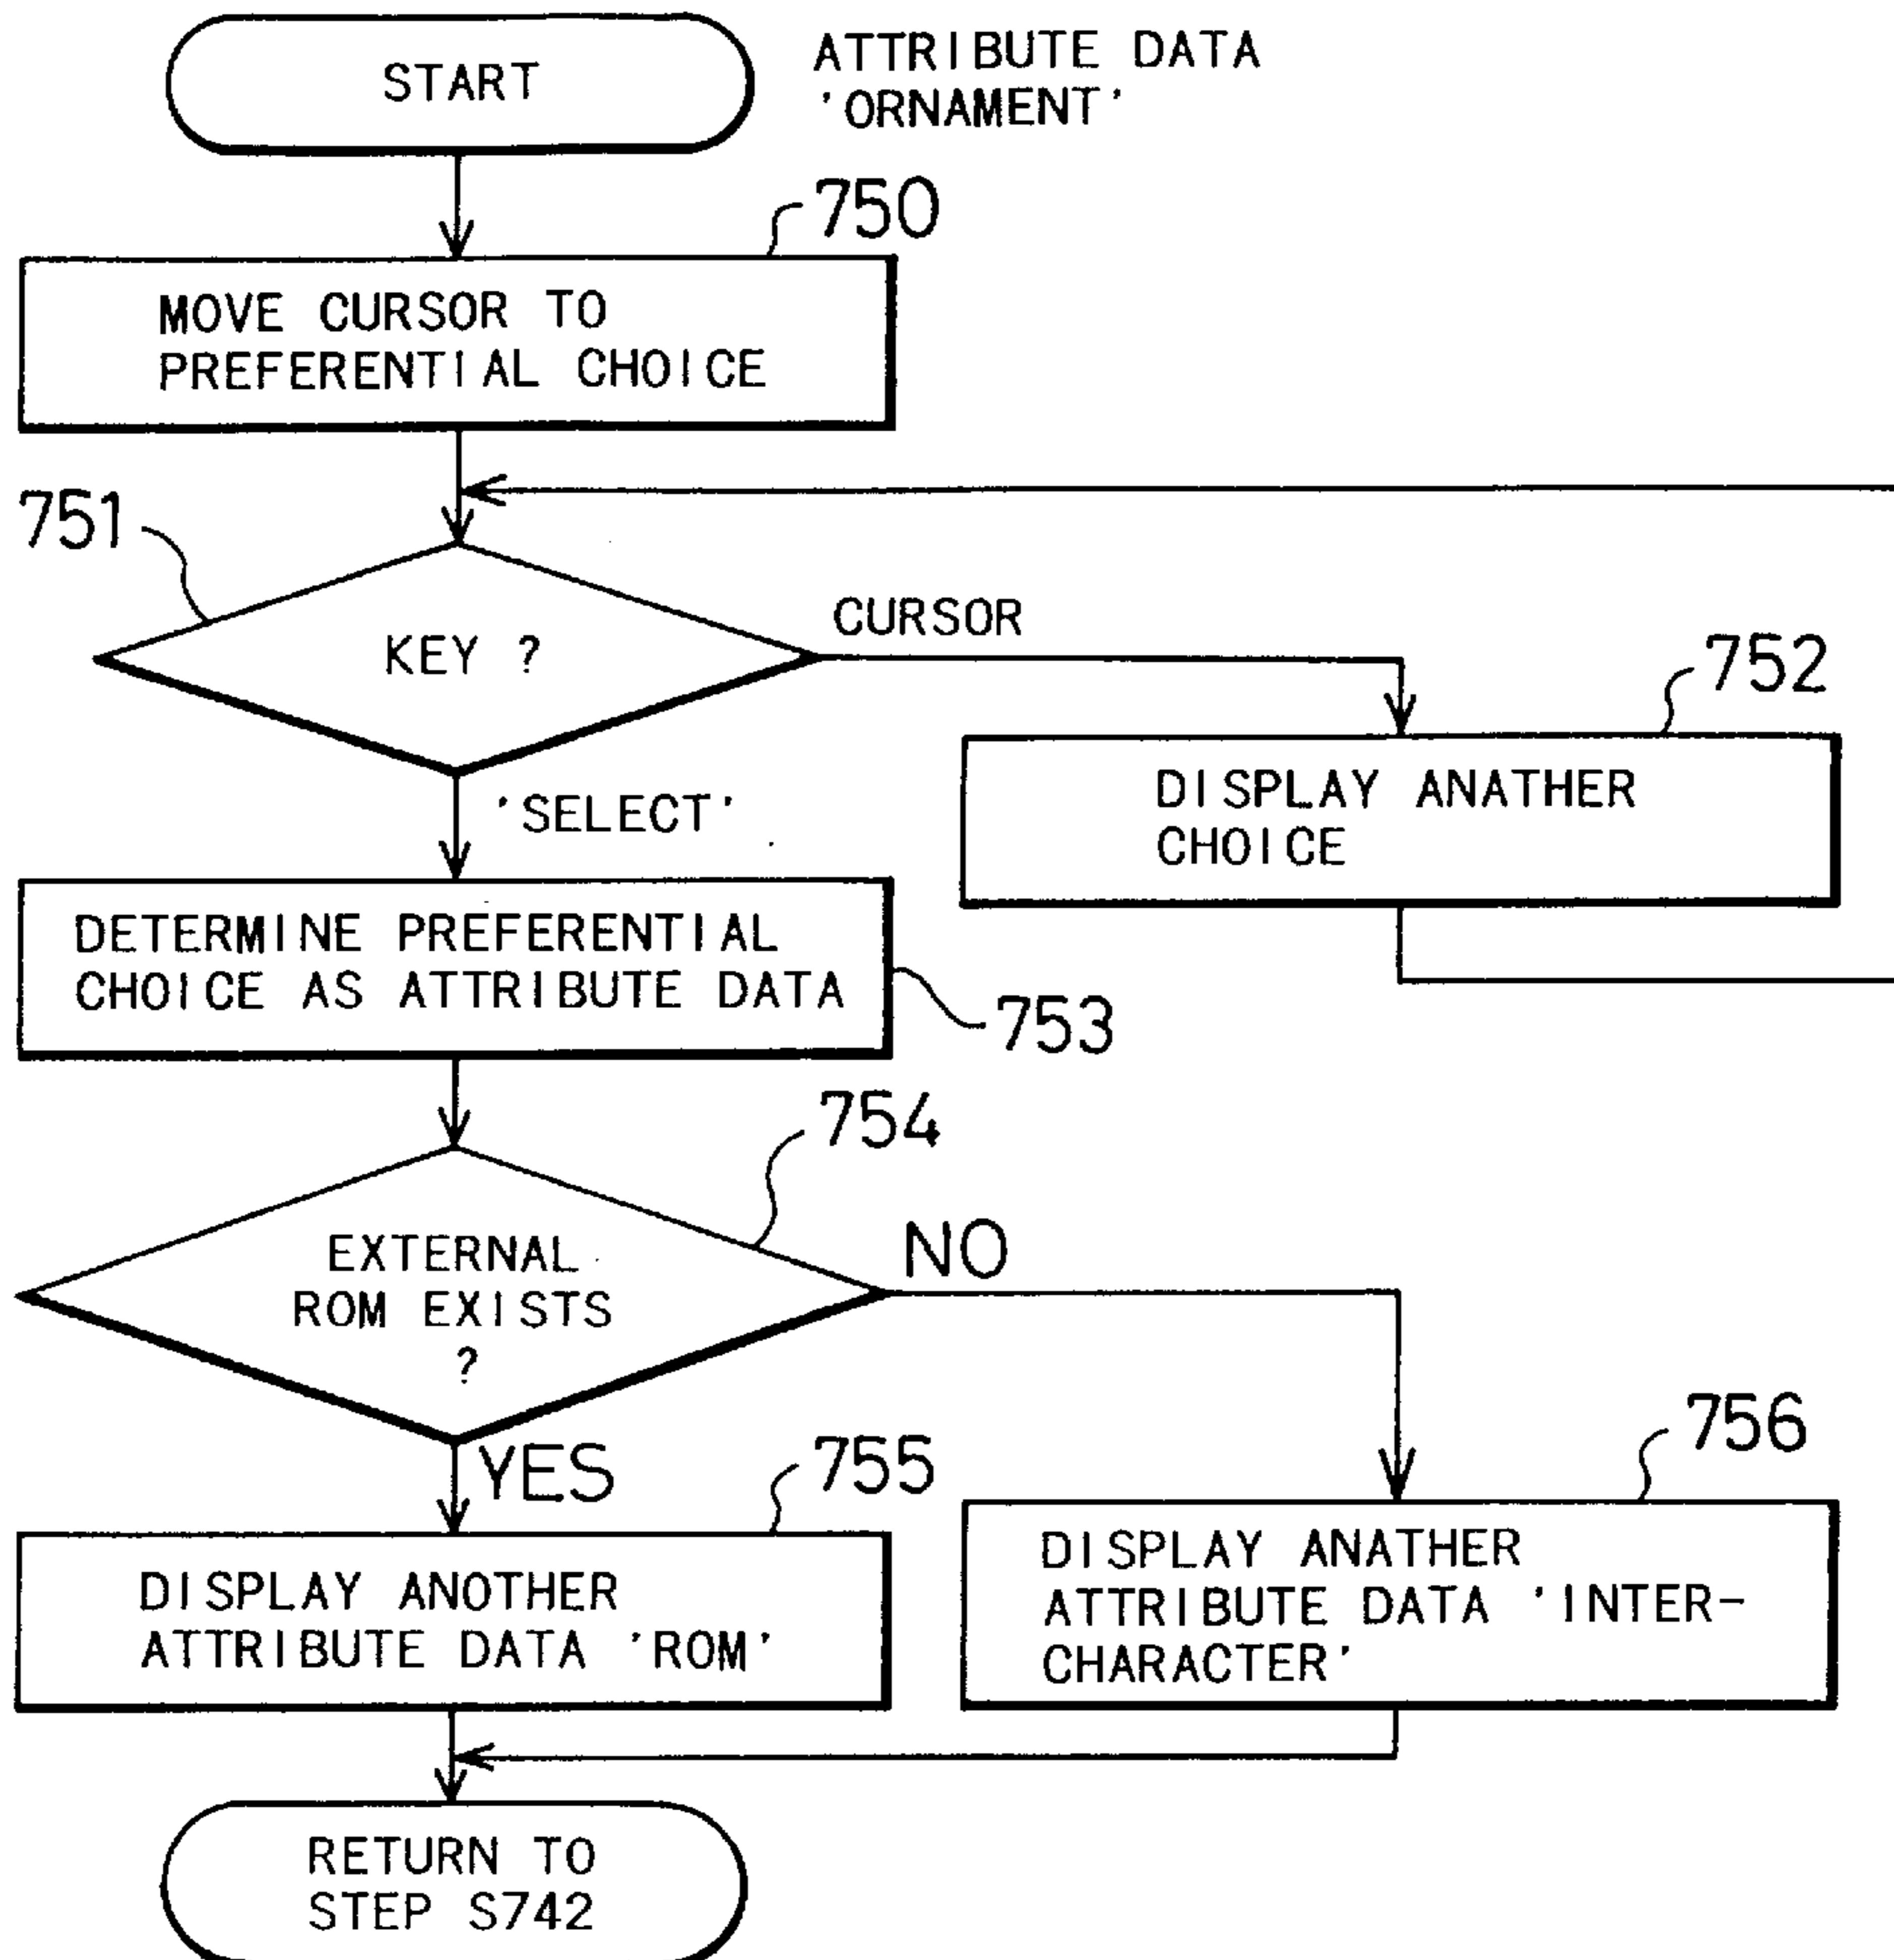 START
ATTRIBUTE DATA
'ORNAMENT'
750
MOVE CURSOR TO
PREFERENTIAL CHOICE
751
KEY ?
CURSOR
752
DISPLAY ANATHER
CHOICE
'SELECT'
DETERMINE PREFERENTIAL
CHOICE AS ATTRIBUTE DATA
753
754
EXTERNAL
ROM EXISTS
?
NO
YES
755
756
DISPLAY ANOTHER
ATTRIBUTE DATA 'ROM'
DISPLAY ANATHER
ATTRIBUTE DATA 'INTER-
CHARACTER'
RETURN TO
STEP S742